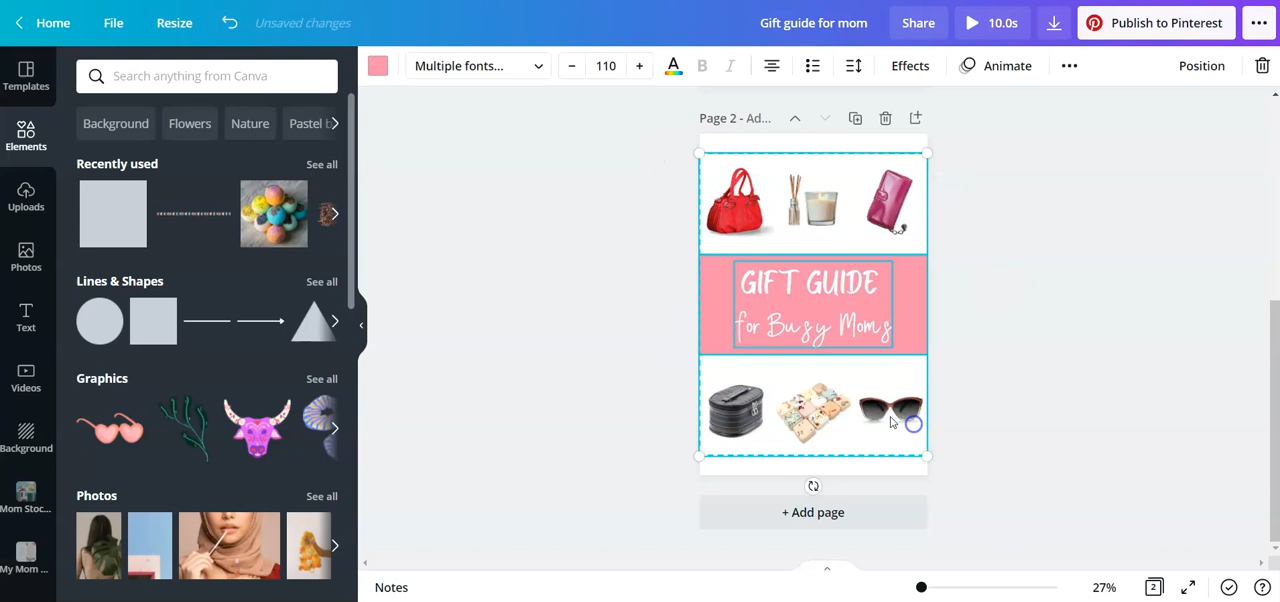 Home File Resize Unsaved changes Gift guide for mom Share 10.0s Publish to Pinterest
Templates
Elements
Uploads
Photos
Text
Videos
Background
Mom Stoc...
My Mom ...
Search anything from Canva
Background Flowers Nature Pastel b
Recently used See all
Lines & Shapes See all
Graphics See all
Photos See all
Multiple fonts... − 110 + A B I Effects Animate Position
Page 2 - Ad...
GIFT GUIDE
for Busy Moms
+ Add page
Notes 27% 2